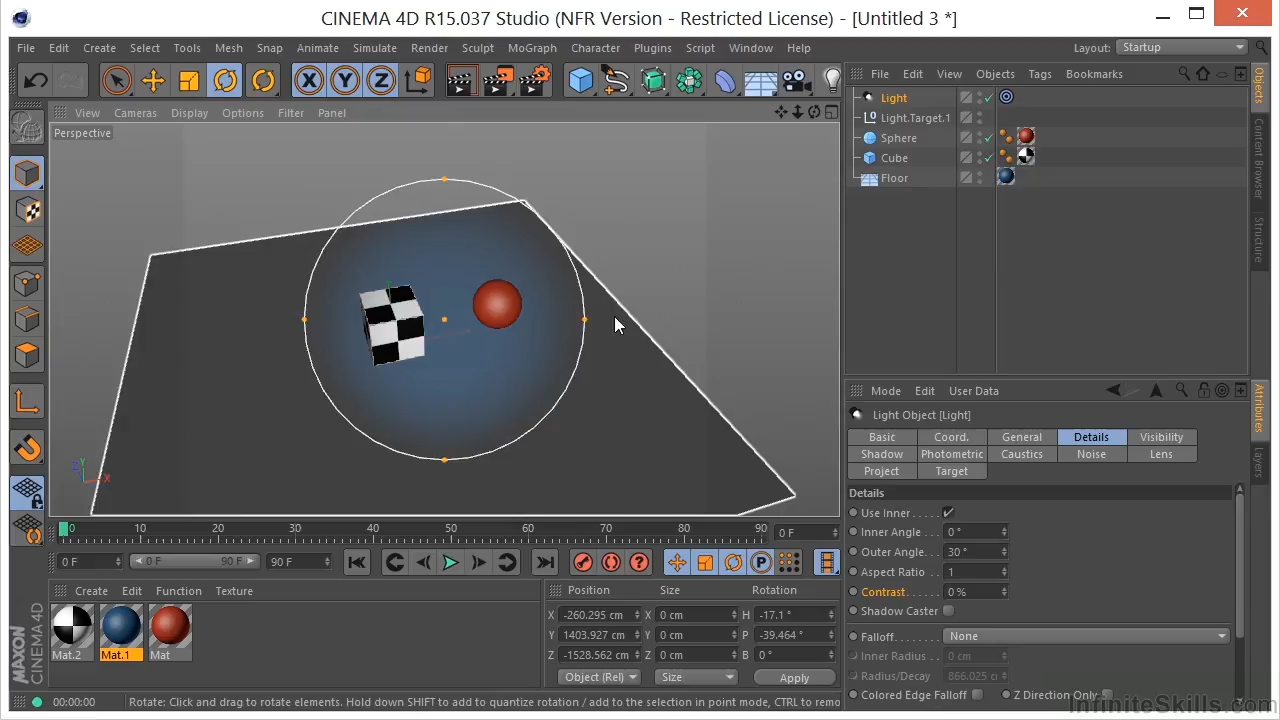 CINEMA 4D R15.037 Studio (NFR Version - Restricted License) - [Untitled 3 *]
File Edit Create Select Tools Mesh Snap Animate Simulate Render Sculpt MoGraph Character Plugins Script Window Help
Layout: Startup
X Y Z
File Edit View Objects Tags Bookmarks
View Cameras Display Options Filter Panel
Perspective
Light
Light.Target.1
Sphere
Cube
Floor
Objects
Content Browser
Structure
Mode Edit User Data
Light Object [Light]
Basic Coord. General Details Visibility
Shadow Photometric Caustics Noise Lens
Project Target
Attributes
Layers
Details
Use Inner . . . . .
Inner Angle . . . 0 °
Outer Angle. . . 30 °
Aspect Ratio . . 1
Contrast. . . . . . 0 %
Shadow Caster
Falloff. . . . . . . . None
Inner Radius . . 0 cm
Radius/Decay 866.025 c
Colored Edge Falloff Z Direction Only
Y Z X
0 10 20 30 40 50 60 70 80 90 0 F
0 F 0 F 90 F 90 F
P
Create Edit Function Texture
Mat.2 Mat.1 Mat
MAXON
CINEMA 4D
Position Size Rotation
X -260.295 cm X 0 cm H -17.1 °
Y 1403.927 cm Y 0 cm P -39.464 °
Z -1528.562 cm Z 0 cm B 0 °
Object (Rel) Size Apply
00:00:00 Rotate: Click and drag to rotate elements. Hold down SHIFT to add to quantize rotation / add to the selection in point mode, CTRL to remo
InfiniteSkills.com